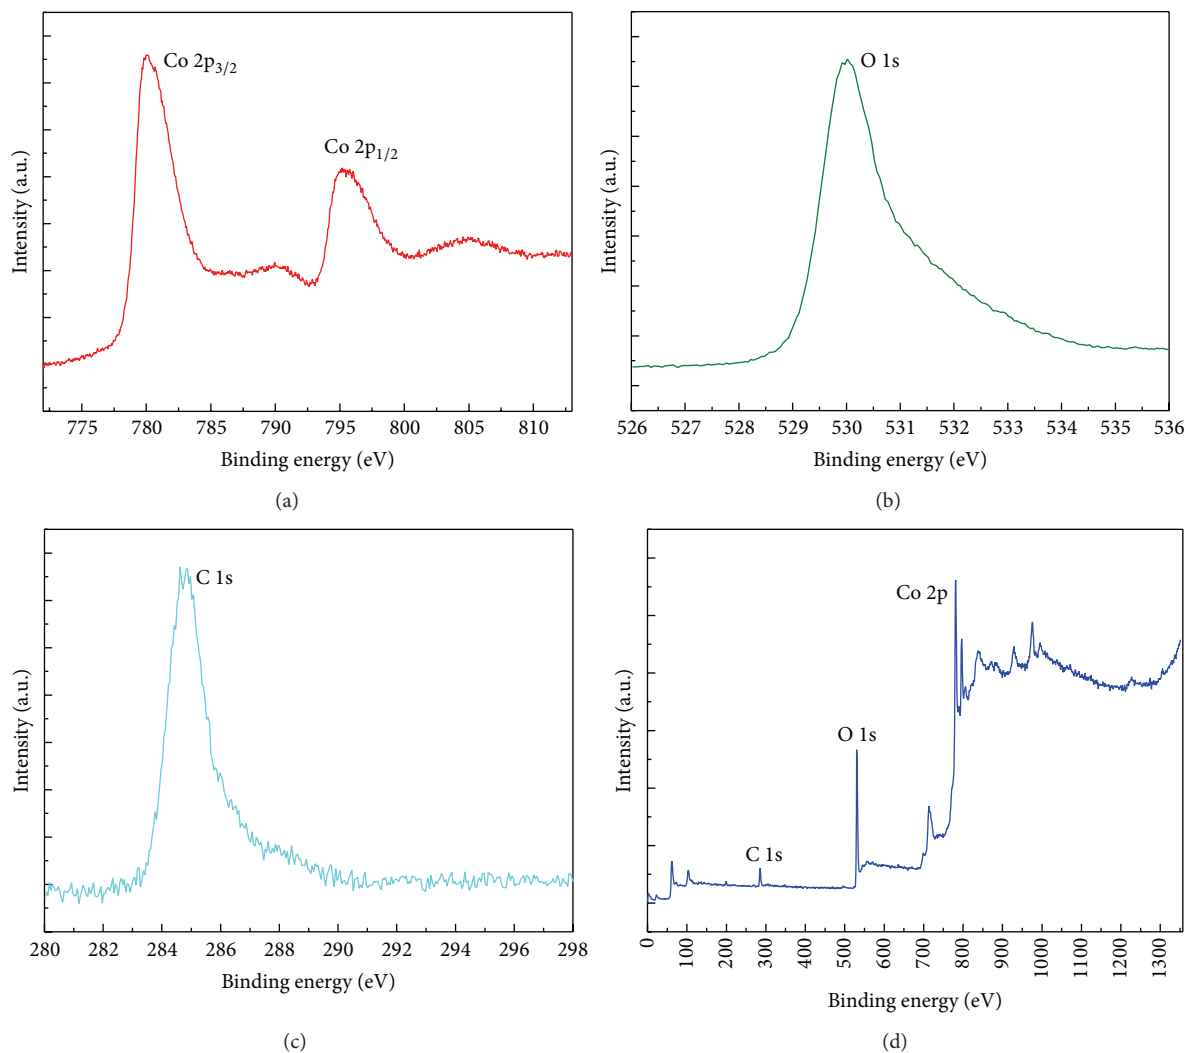 Co 2p3/2
Co 2p1/2
Intensity (a.u.)
775 780 785 790 795 800 805 810
Binding energy (eV)
(a)
O 1s
Intensity (a.u.)
526 527 528 529 530 531 532 533 534 535 536
Binding energy (eV)
(b)
C 1s
Intensity (a.u.)
280 282 284 286 288 290 292 294 296 298
Binding energy (eV)
(c)
Co 2p
O 1s
C 1s
Intensity (a.u.)
0 100 200 300 400 500 600 700 800 900 1000 1100 1200 1300
Binding energy (eV)
(d)